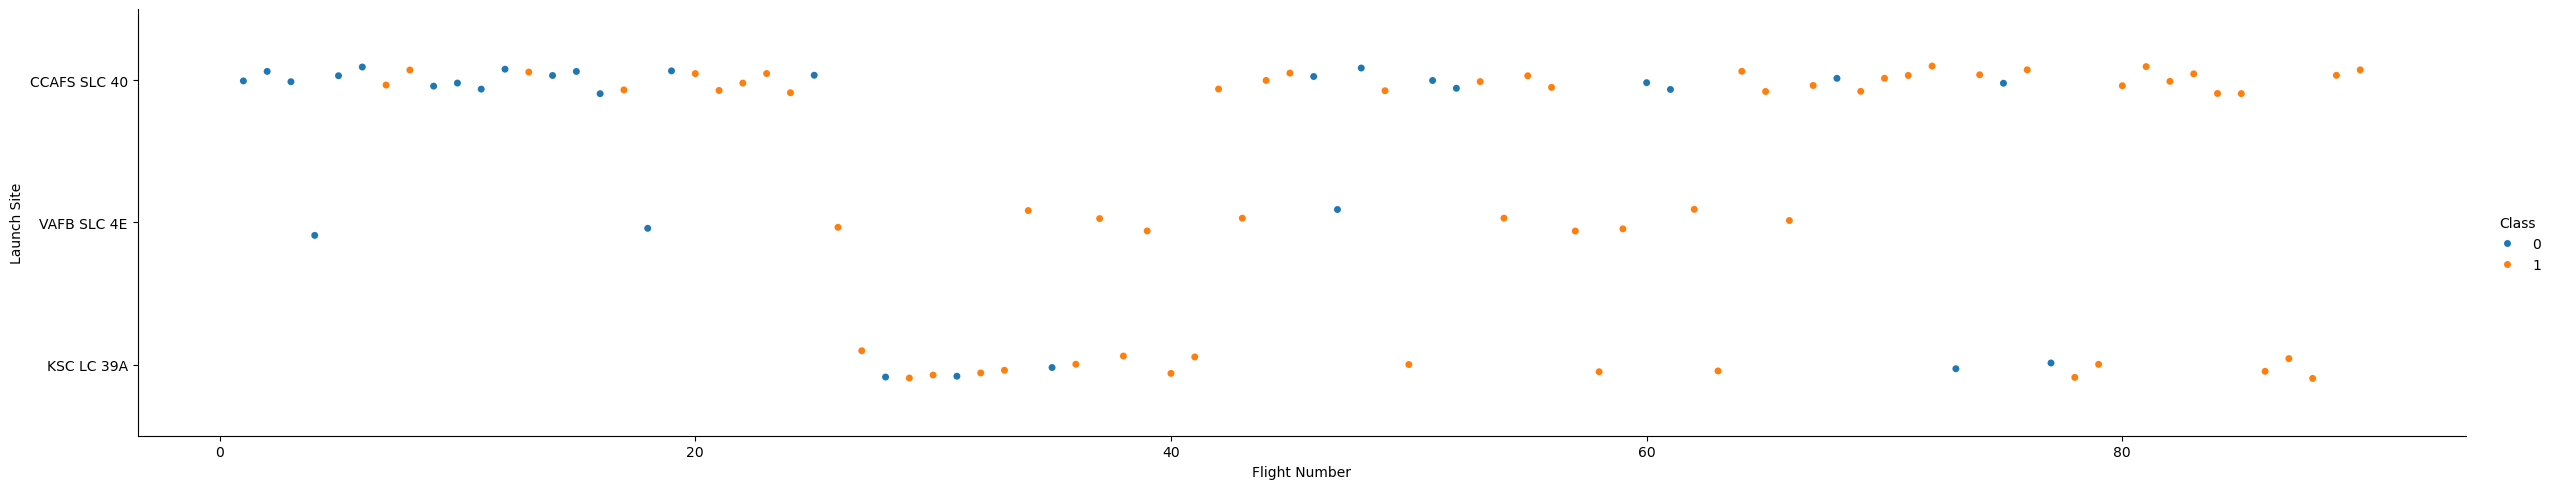 Launch Site
CCAFS SLC 40
VAFB SLC 4E
KSC LC 39A
0 20 40 60 80
Flight Number
Class
0
1